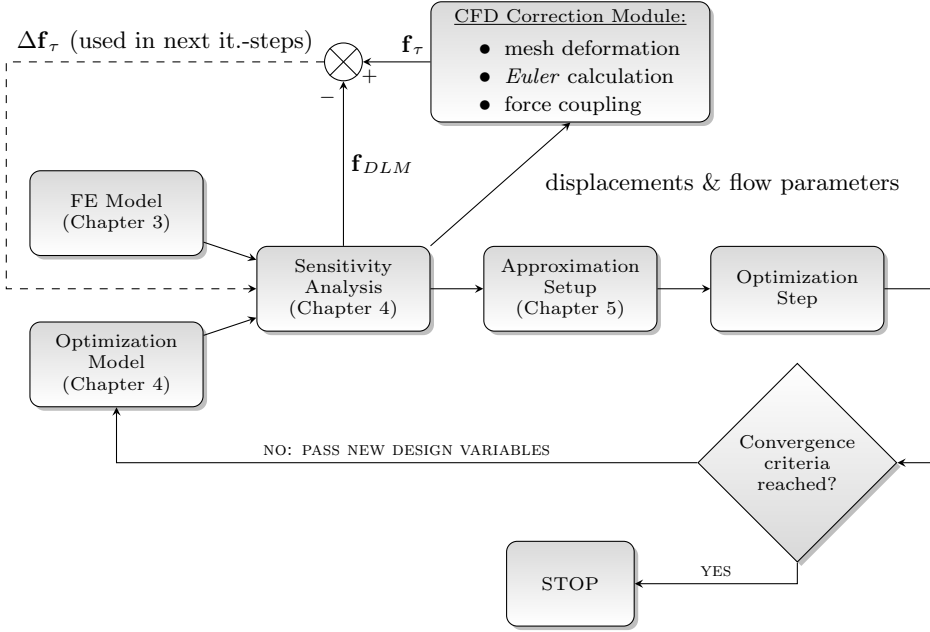 CFD Correction Module:
Δf_τ (used in next it.-steps)
f_τ
• mesh deformation
+
• Euler calculation
−
• force coupling
f_DLM
displacements & flow parameters
FE Model
(Chapter 3)
Sensitivity
Analysis
(Chapter 4)
Approximation
Setup
(Chapter 5)
Optimization
Step
Optimization
Model
(Chapter 4)
NO: PASS NEW DESIGN VARIABLES
Convergence
criteria
reached?
YES
STOP